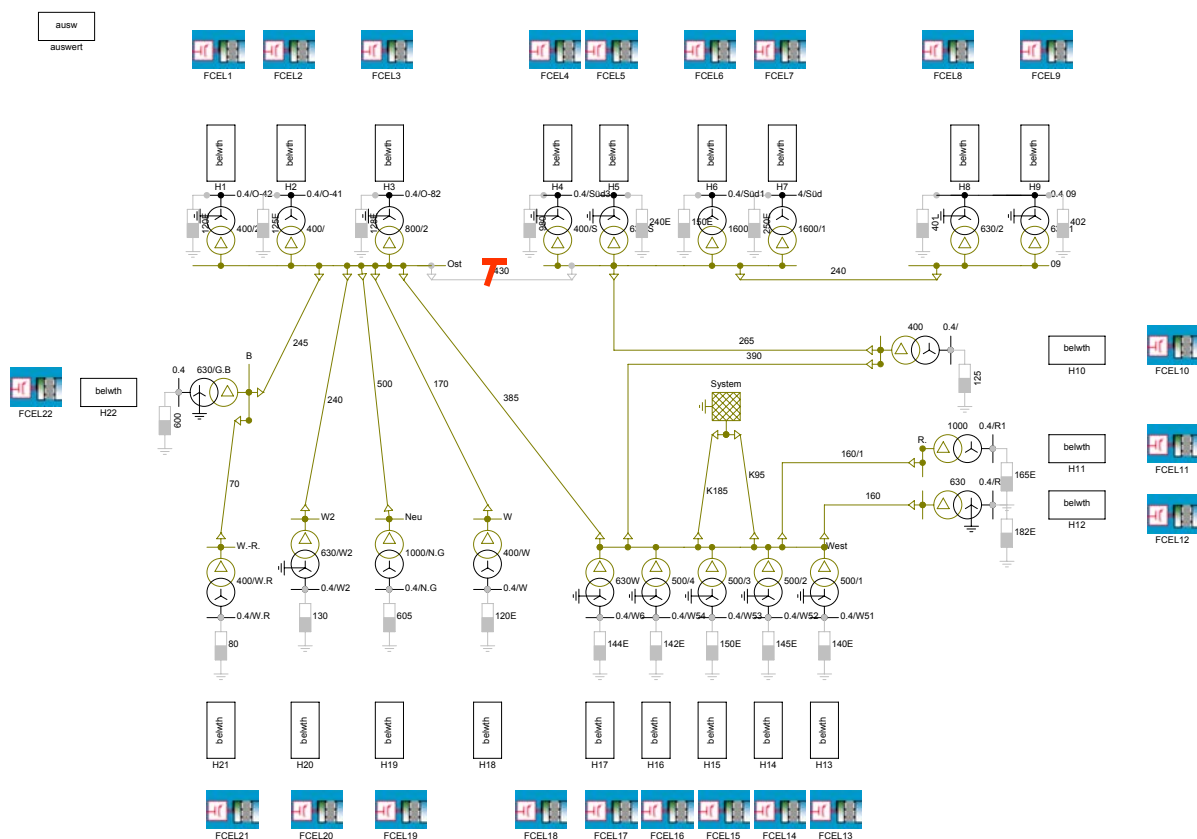 ausw
auswert
FCEL1 FCEL2 FCEL3 FCEL4 FCEL5 FCEL6 FCEL7 FCEL8 FCEL9
belwth belwth belwth belwth belwth belwth belwth belwth belwth
H1 H2 H3 H4 H5 H6 H7 H8 H9
0.4/O-42 0.4/O-41 0.4/O-82 0.4/Süd3 0.4/Süd1 4/Süd 0.4 09
120E 125E 128E 980 240E 150E 250E 401 402
400/2 400/ 800/2 400/S 1600 1600/1 630/2
Ost 430 240 09
245 265 400 0.4/
390 125 belwth
H10 FCEL10
B
0.4 630/G.B
belwth
FCEL22 H22
600
240 500 170 385
System
K185 K95
160/1 R. 1000 0.4/R1 belwth
165E H11 FCEL11
160 630 0.4/R belwth
182E H12 FCEL12
70
W2 Neu W
W.-R. West
630/W2 1000/N.G 400/W
400/W.R 630W 500/4 500/3 500/2 500/1
0.4/W2 0.4/N.G 0.4/W
0.4/W.R 0.4/W6 0.4/W54 0.4/W53 0.4/W52 0.4/W51
130 605 120E
80 144E 142E 150E 145E 140E
belwth belwth belwth belwth belwth belwth belwth belwth belwth
H21 H20 H19 H18 H17 H16 H15 H14 H13
FCEL21 FCEL20 FCEL19 FCEL18 FCEL17 FCEL16 FCEL15 FCEL14 FCEL13